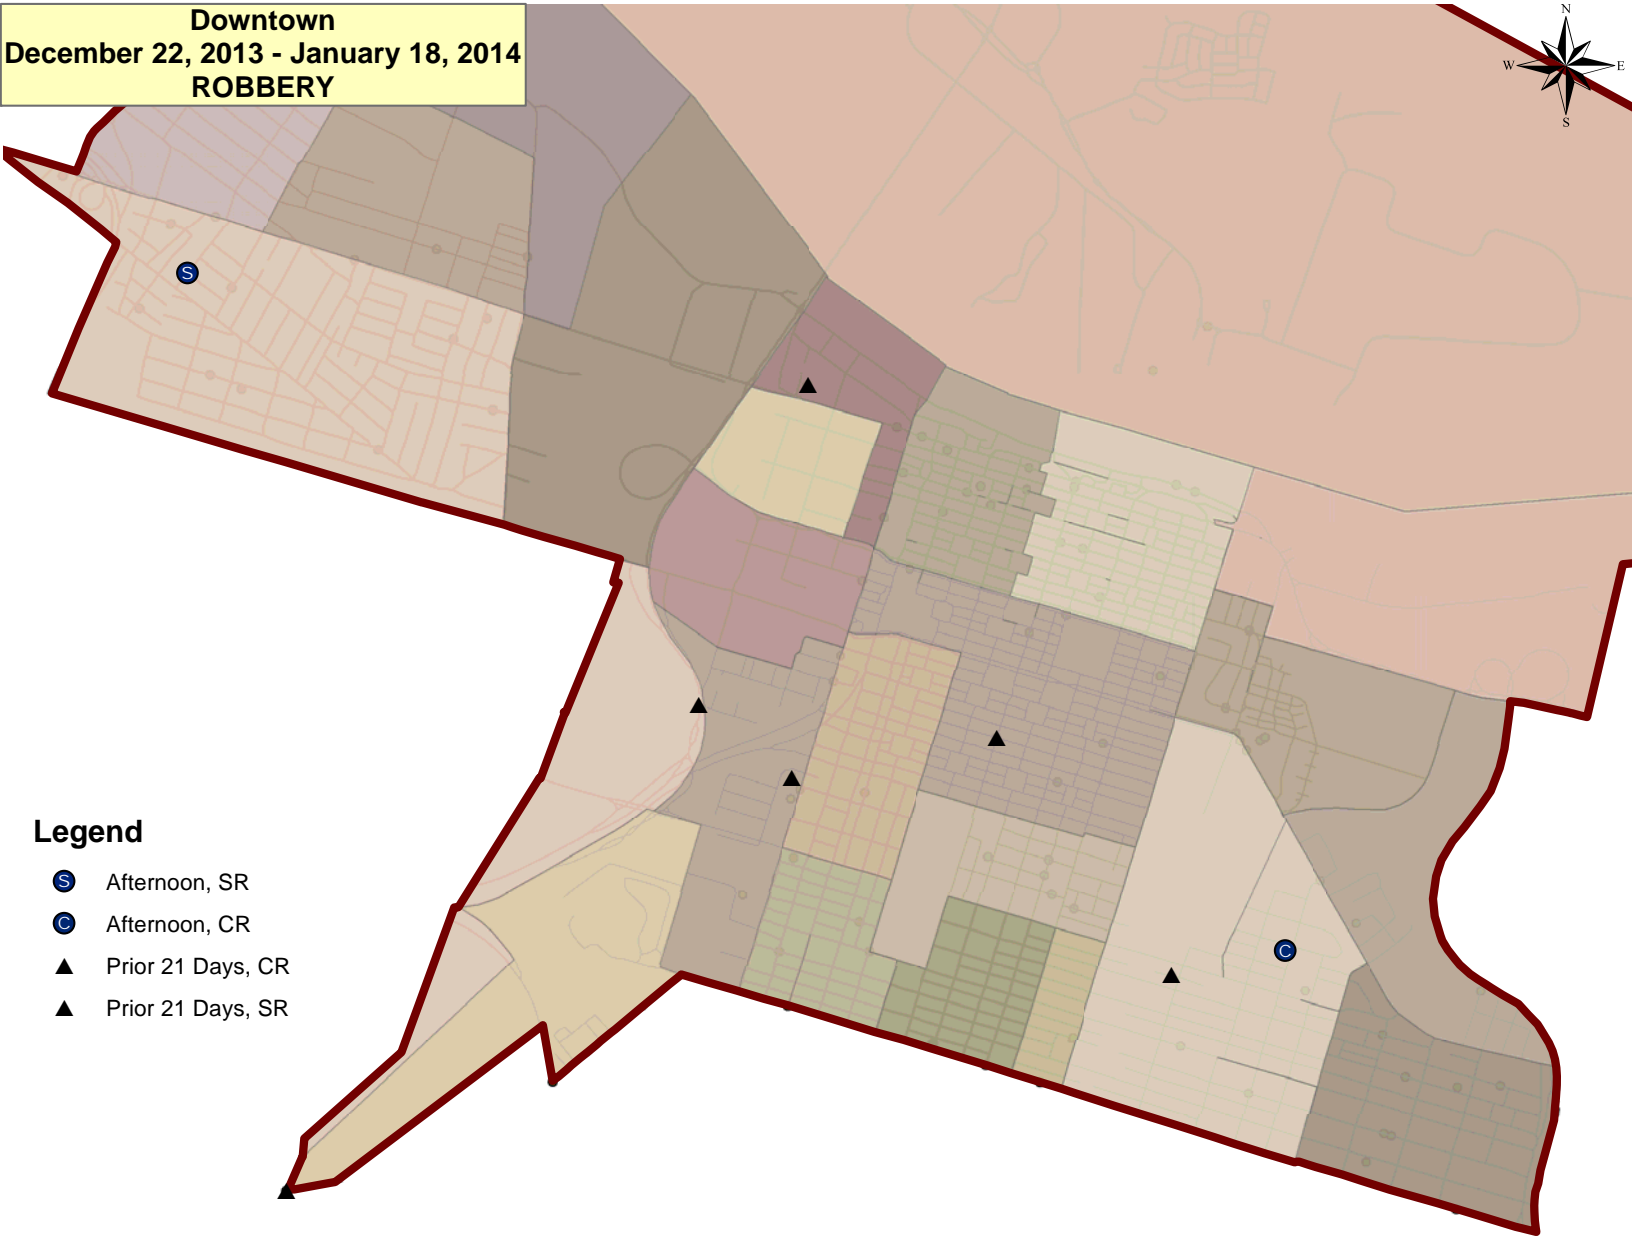 Downtown
December 22, 2013 - January 18, 2014
ROBBERY
N
W E
S
S
C
Legend
S Afternoon, SR
C Afternoon, CR
Prior 21 Days, CR
Prior 21 Days, SR